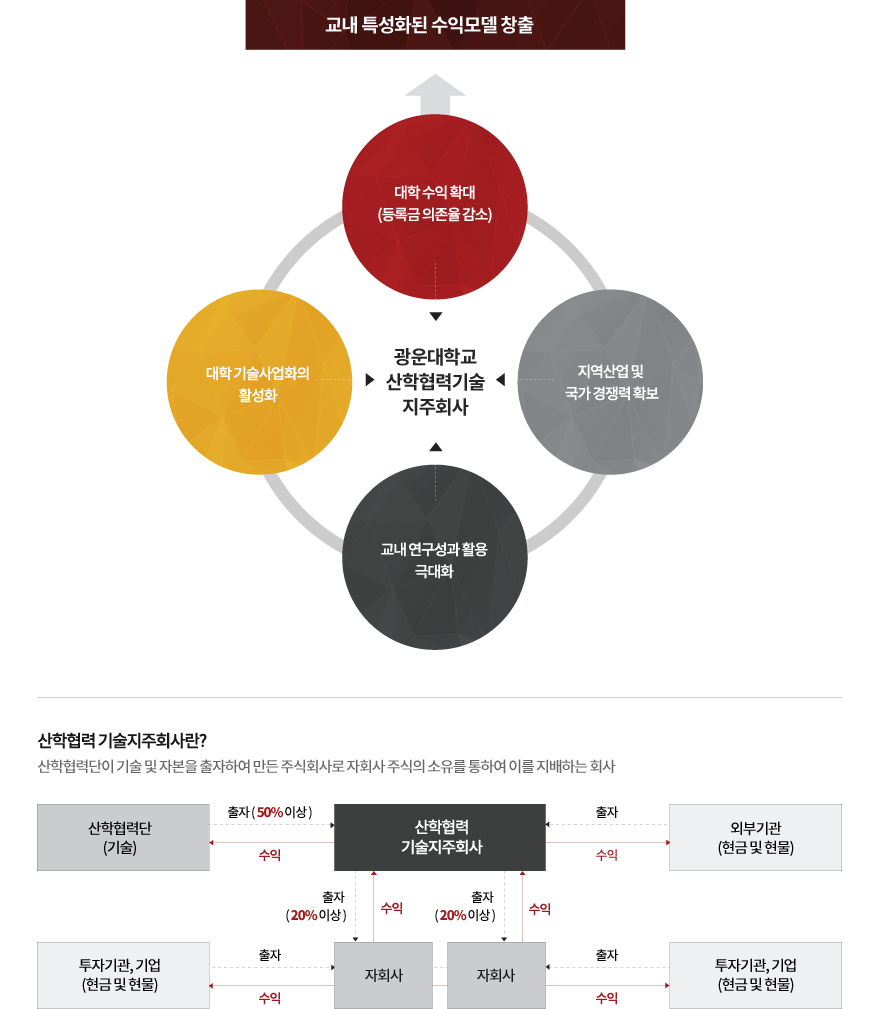 교내 특성화된 수익모델 창출
대학 수익 확대
(등록금 의존율 감소)
대학 기술사업화의
활성화
광운대학교
산학협력기술
지주회사
지역산업 및
국가 경쟁력 확보
교내 연구성과 활용
극대화
산학협력 기술지주회사란?
산학협력단이 기술 및 자본을 출자하여 만든 주식회사로 자회사 주식의 소유를 통하여 이를 지배하는 회사
산학협력단
(기술)
출자 ( 50% 이상 )
수익
산학협력
기술지주회사
출자
수익
외부기관
(현금 및 현물)
출자
( 20% 이상 )
수익
출자
( 20% 이상 )
수익
투자기관, 기업
(현금 및 현물)
출자
수익
자회사
자회사
출자
수익
투자기관, 기업
(현금 및 현물)